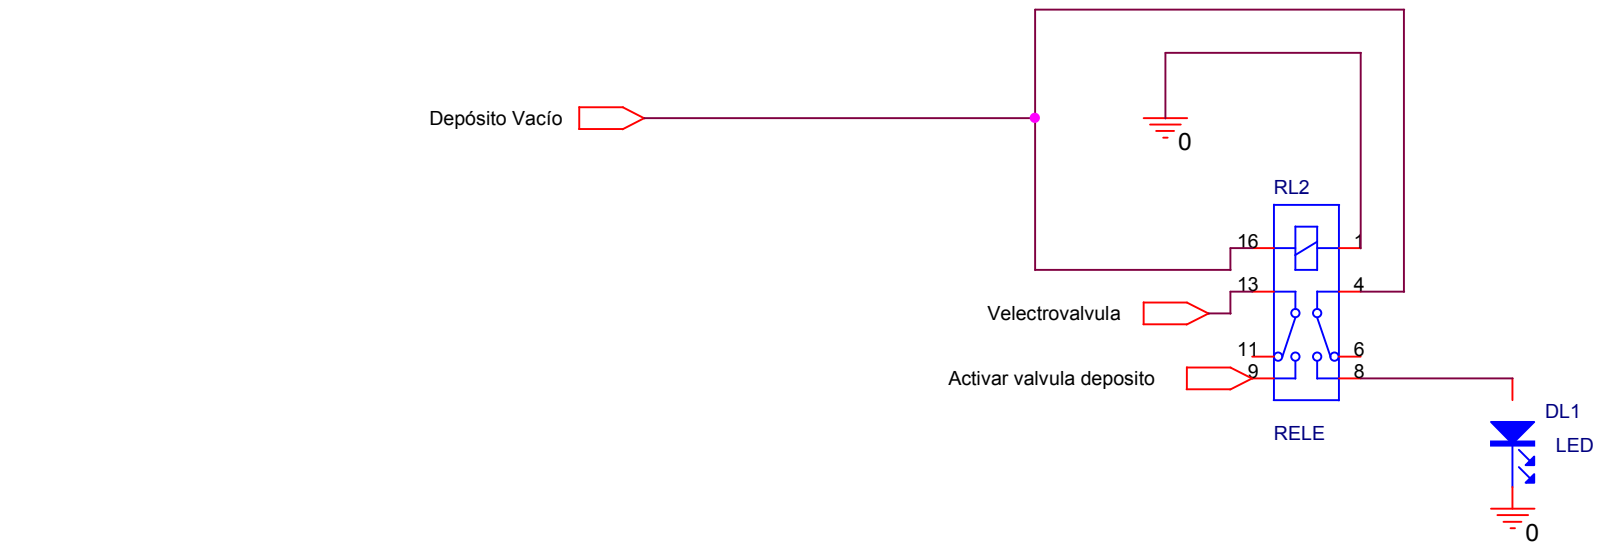 Depósito Vacío
0
RL2
16
1
13
4
Velectrovalvula
11
6
Activar valvula deposito
9
8
DL1
RELE
LED
0